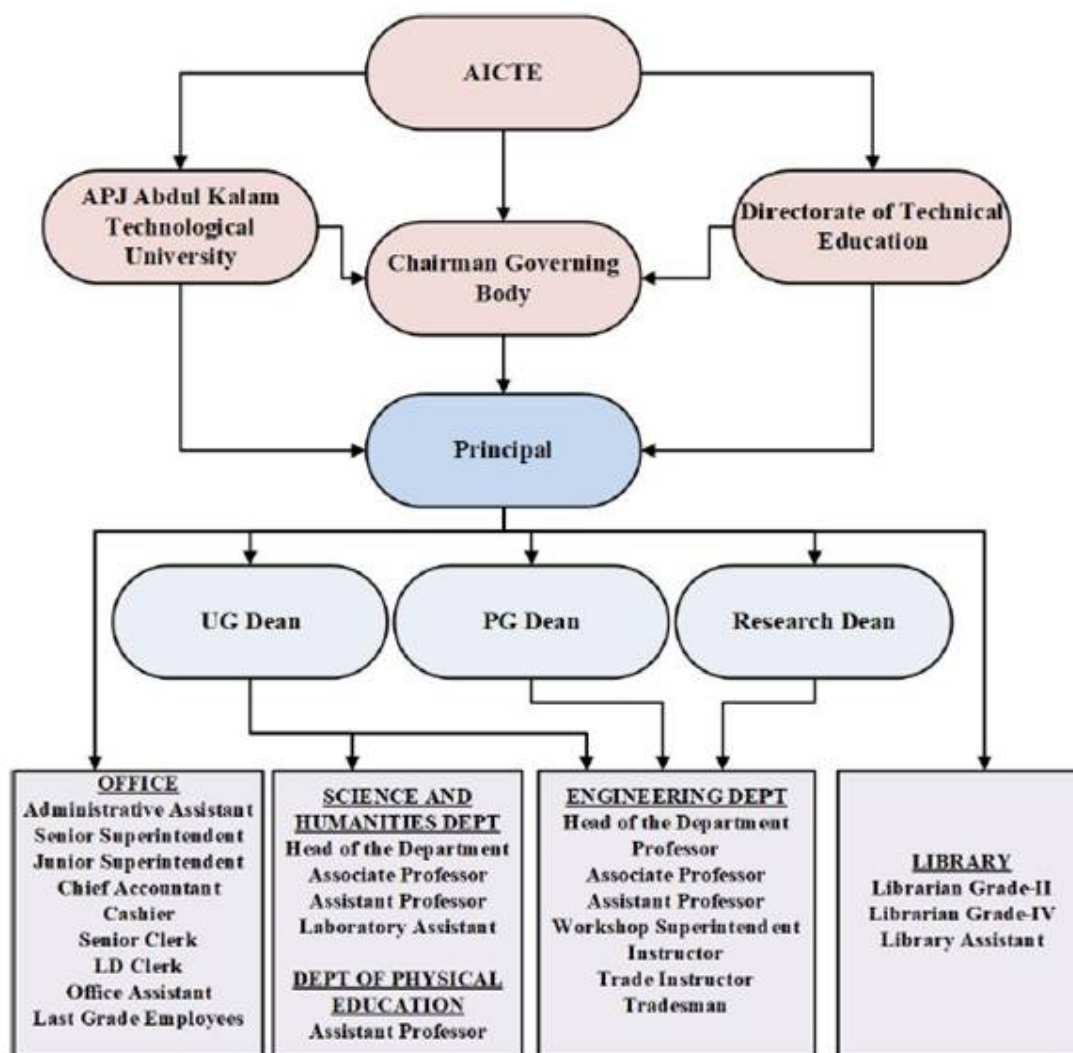 AICTE
APJ Abdul Kalam
Technological
University
Chairman Governing
Body
Directorate of Technical
Education
Principal
UG Dean
PG Dean
Research Dean
OFFICE
Administrative Assistant
Senior Superintendent
Junior Superintendent
Chief Accountant
Cashier
Senior Clerk
LD Clerk
Office Assistant
Last Grade Employees
SCIENCE AND
HUMANITIES DEPT
Head of the Department
Associate Professor
Assistant Professor
Laboratory Assistant
DEPT OF PHYSICAL
EDUCATION
Assistant Professor
ENGINEERING DEPT
Head of the Department
Professor
Associate Professor
Assistant Professor
Workshop Superintendent
Instructor
Trade Instructor
Tradesman
LIBRARY
Librarian Grade-II
Librarian Grade-IV
Library Assistant